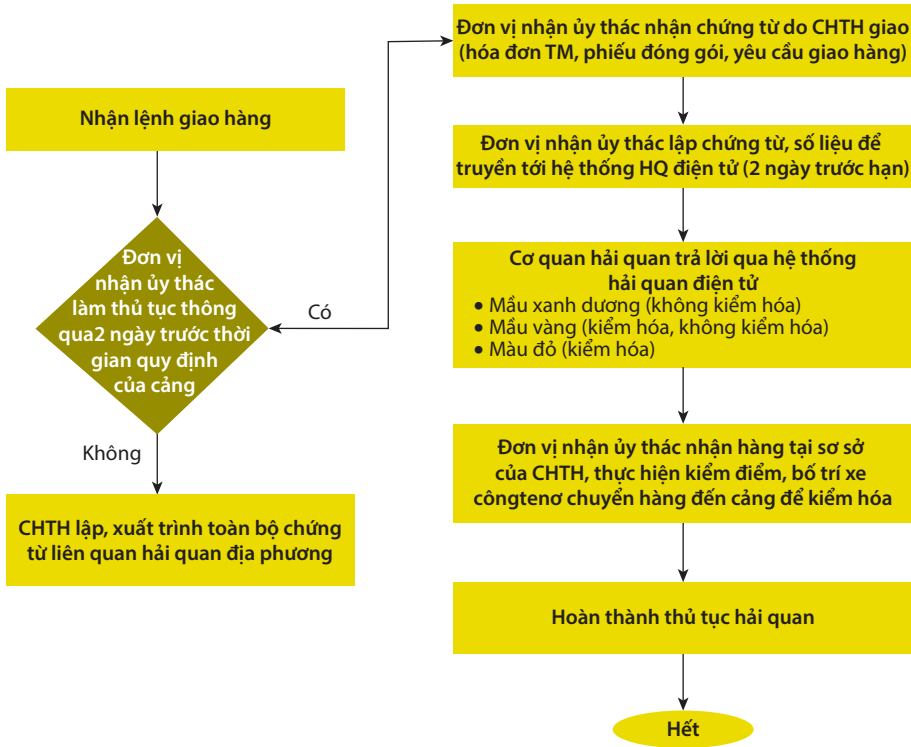 Nhận lệnh giao hàng
Đơn vị
nhận ủy thác
làm thủ tục thông
qua2 ngày trước thời
gian quy định
của cảng
Có
Không
CHTH lập, xuất trình toàn bộ chứng
từ liên quan hải quan địa phương
Đơn vị nhận ủy thác nhận chứng từ do CHTH giao
(hóa đơn TM, phiếu đóng gói, yêu cầu giao hàng)
Đơn vị nhận ủy thác lập chứng từ, số liệu để
truyền tới hệ thống HQ điện tử (2 ngày trước hạn)
Cơ quan hải quan trả lời qua hệ thống
hải quan điện tử
• Mầu xanh dương (không kiểm hóa)
• Mầu vàng (kiểm hóa, không kiểm hóa)
• Màu đỏ (kiểm hóa)
Đơn vị nhận ủy thác nhận hàng tại sơ sở
của CHTH, thực hiện kiểm điểm, bố trí xe
côngtenơ chuyển hàng đến cảng để kiểm hóa
Hoàn thành thủ tục hải quan
Hết